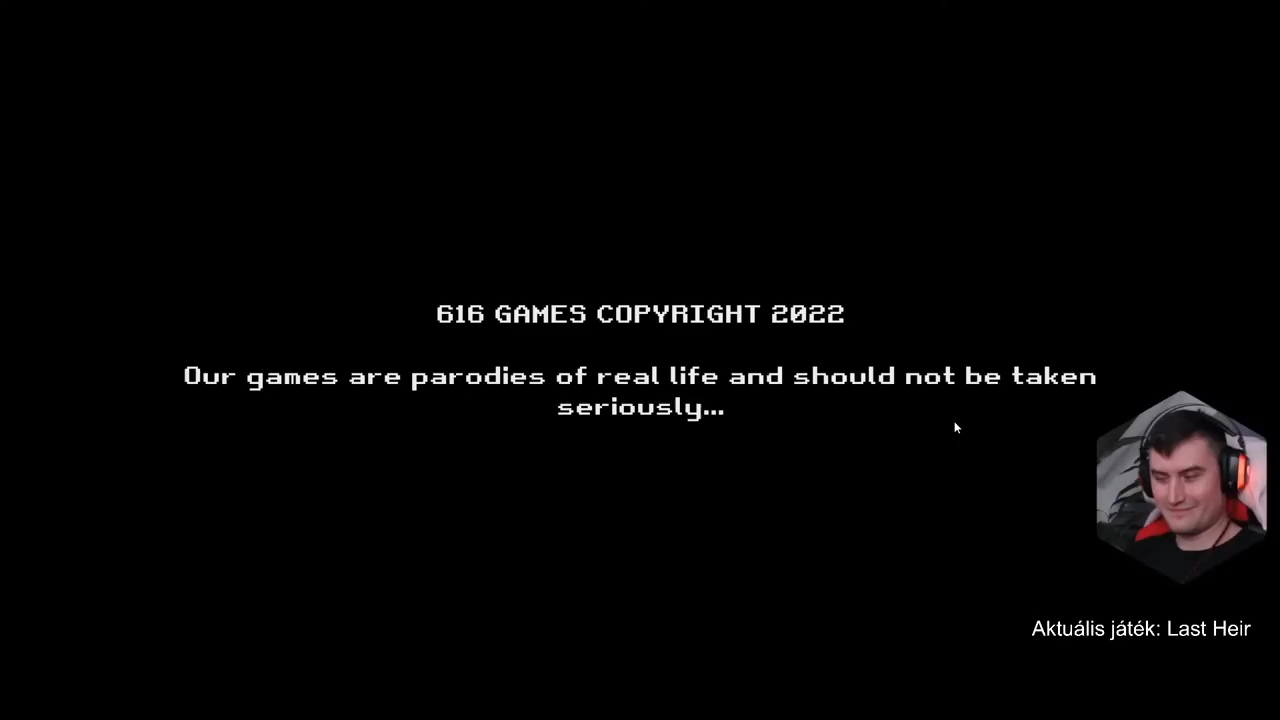 616 GAMES COPYRIGHT 2022
Our games are parodies of real life and should not be taken
seriously...
Aktuális játék: Last Heir